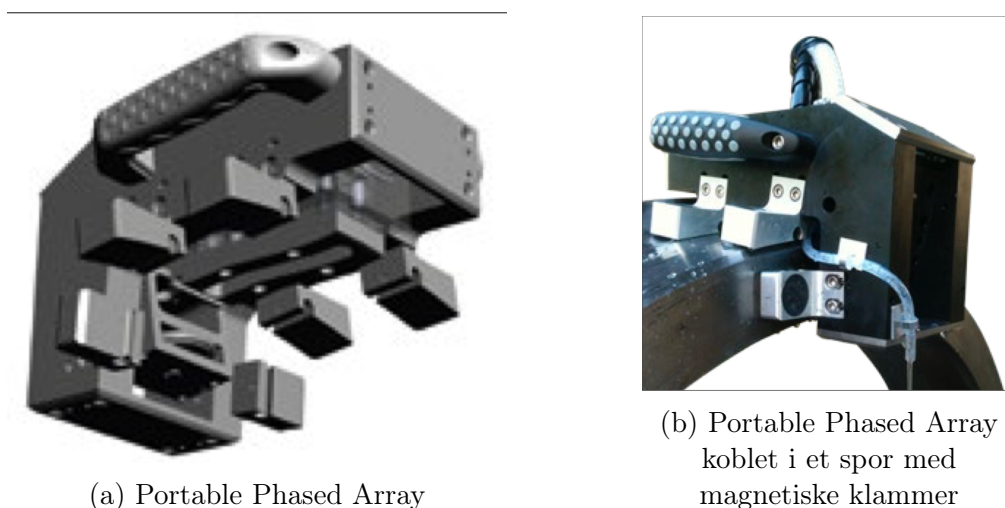 (a) Portable Phased Array
(b) Portable Phased Array
koblet i et spor med
magnetiske klammer